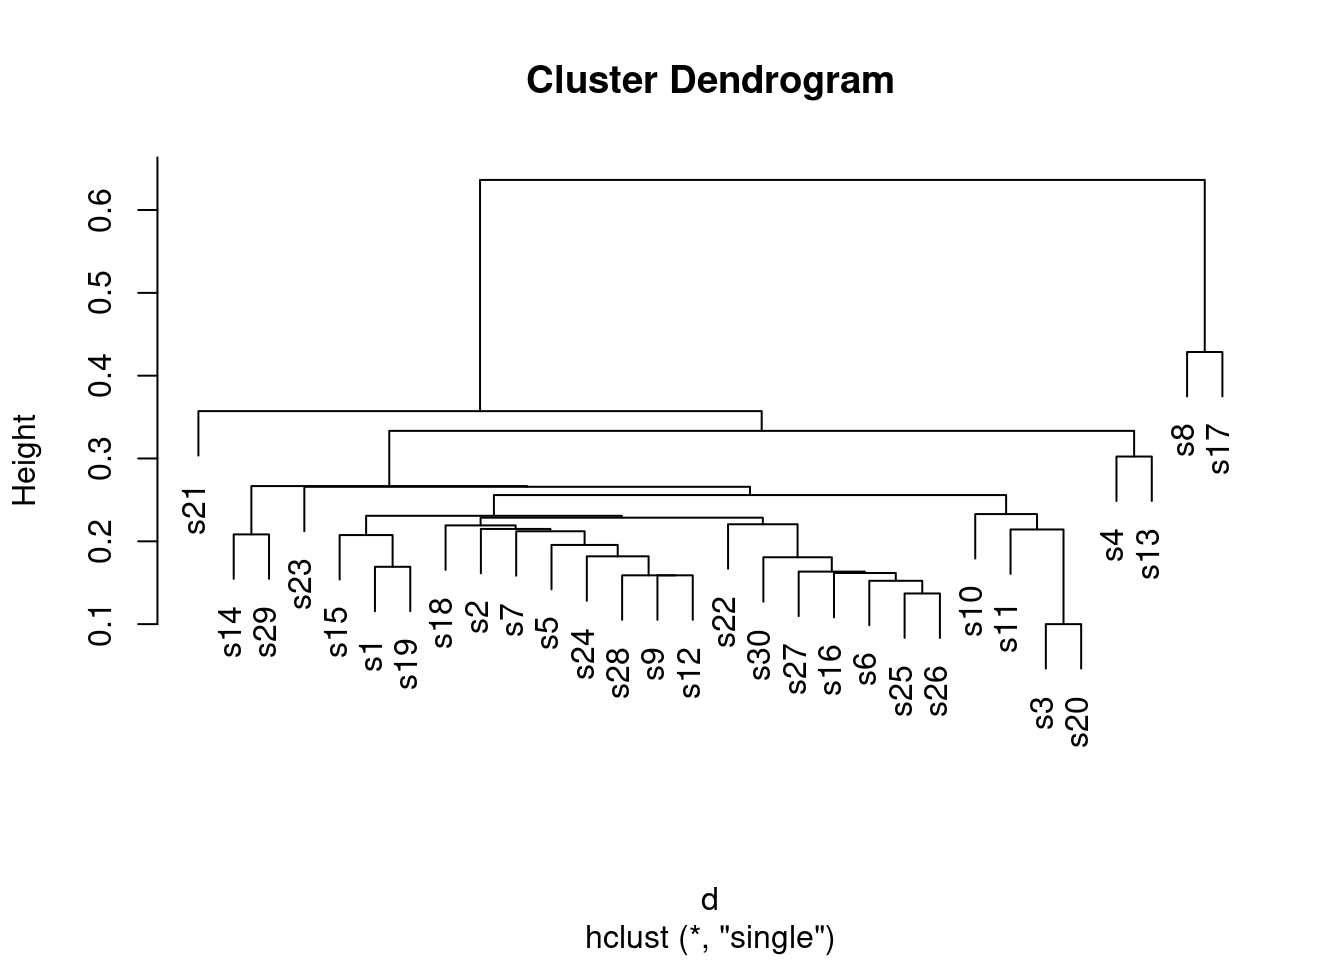 Cluster Dendrogram
Height
0.6
0.5
0.4
0.3
0.2
0.1
s21
s14
s29
s23
s15
s1
s19
s18
s2
s7
s5
s24
s28
s9
s12
s22
s30
s27
s16
s6
s25
s26
s10
s11
s3
s20
s4
s13
s8
s17
d
hclust (*, "single")